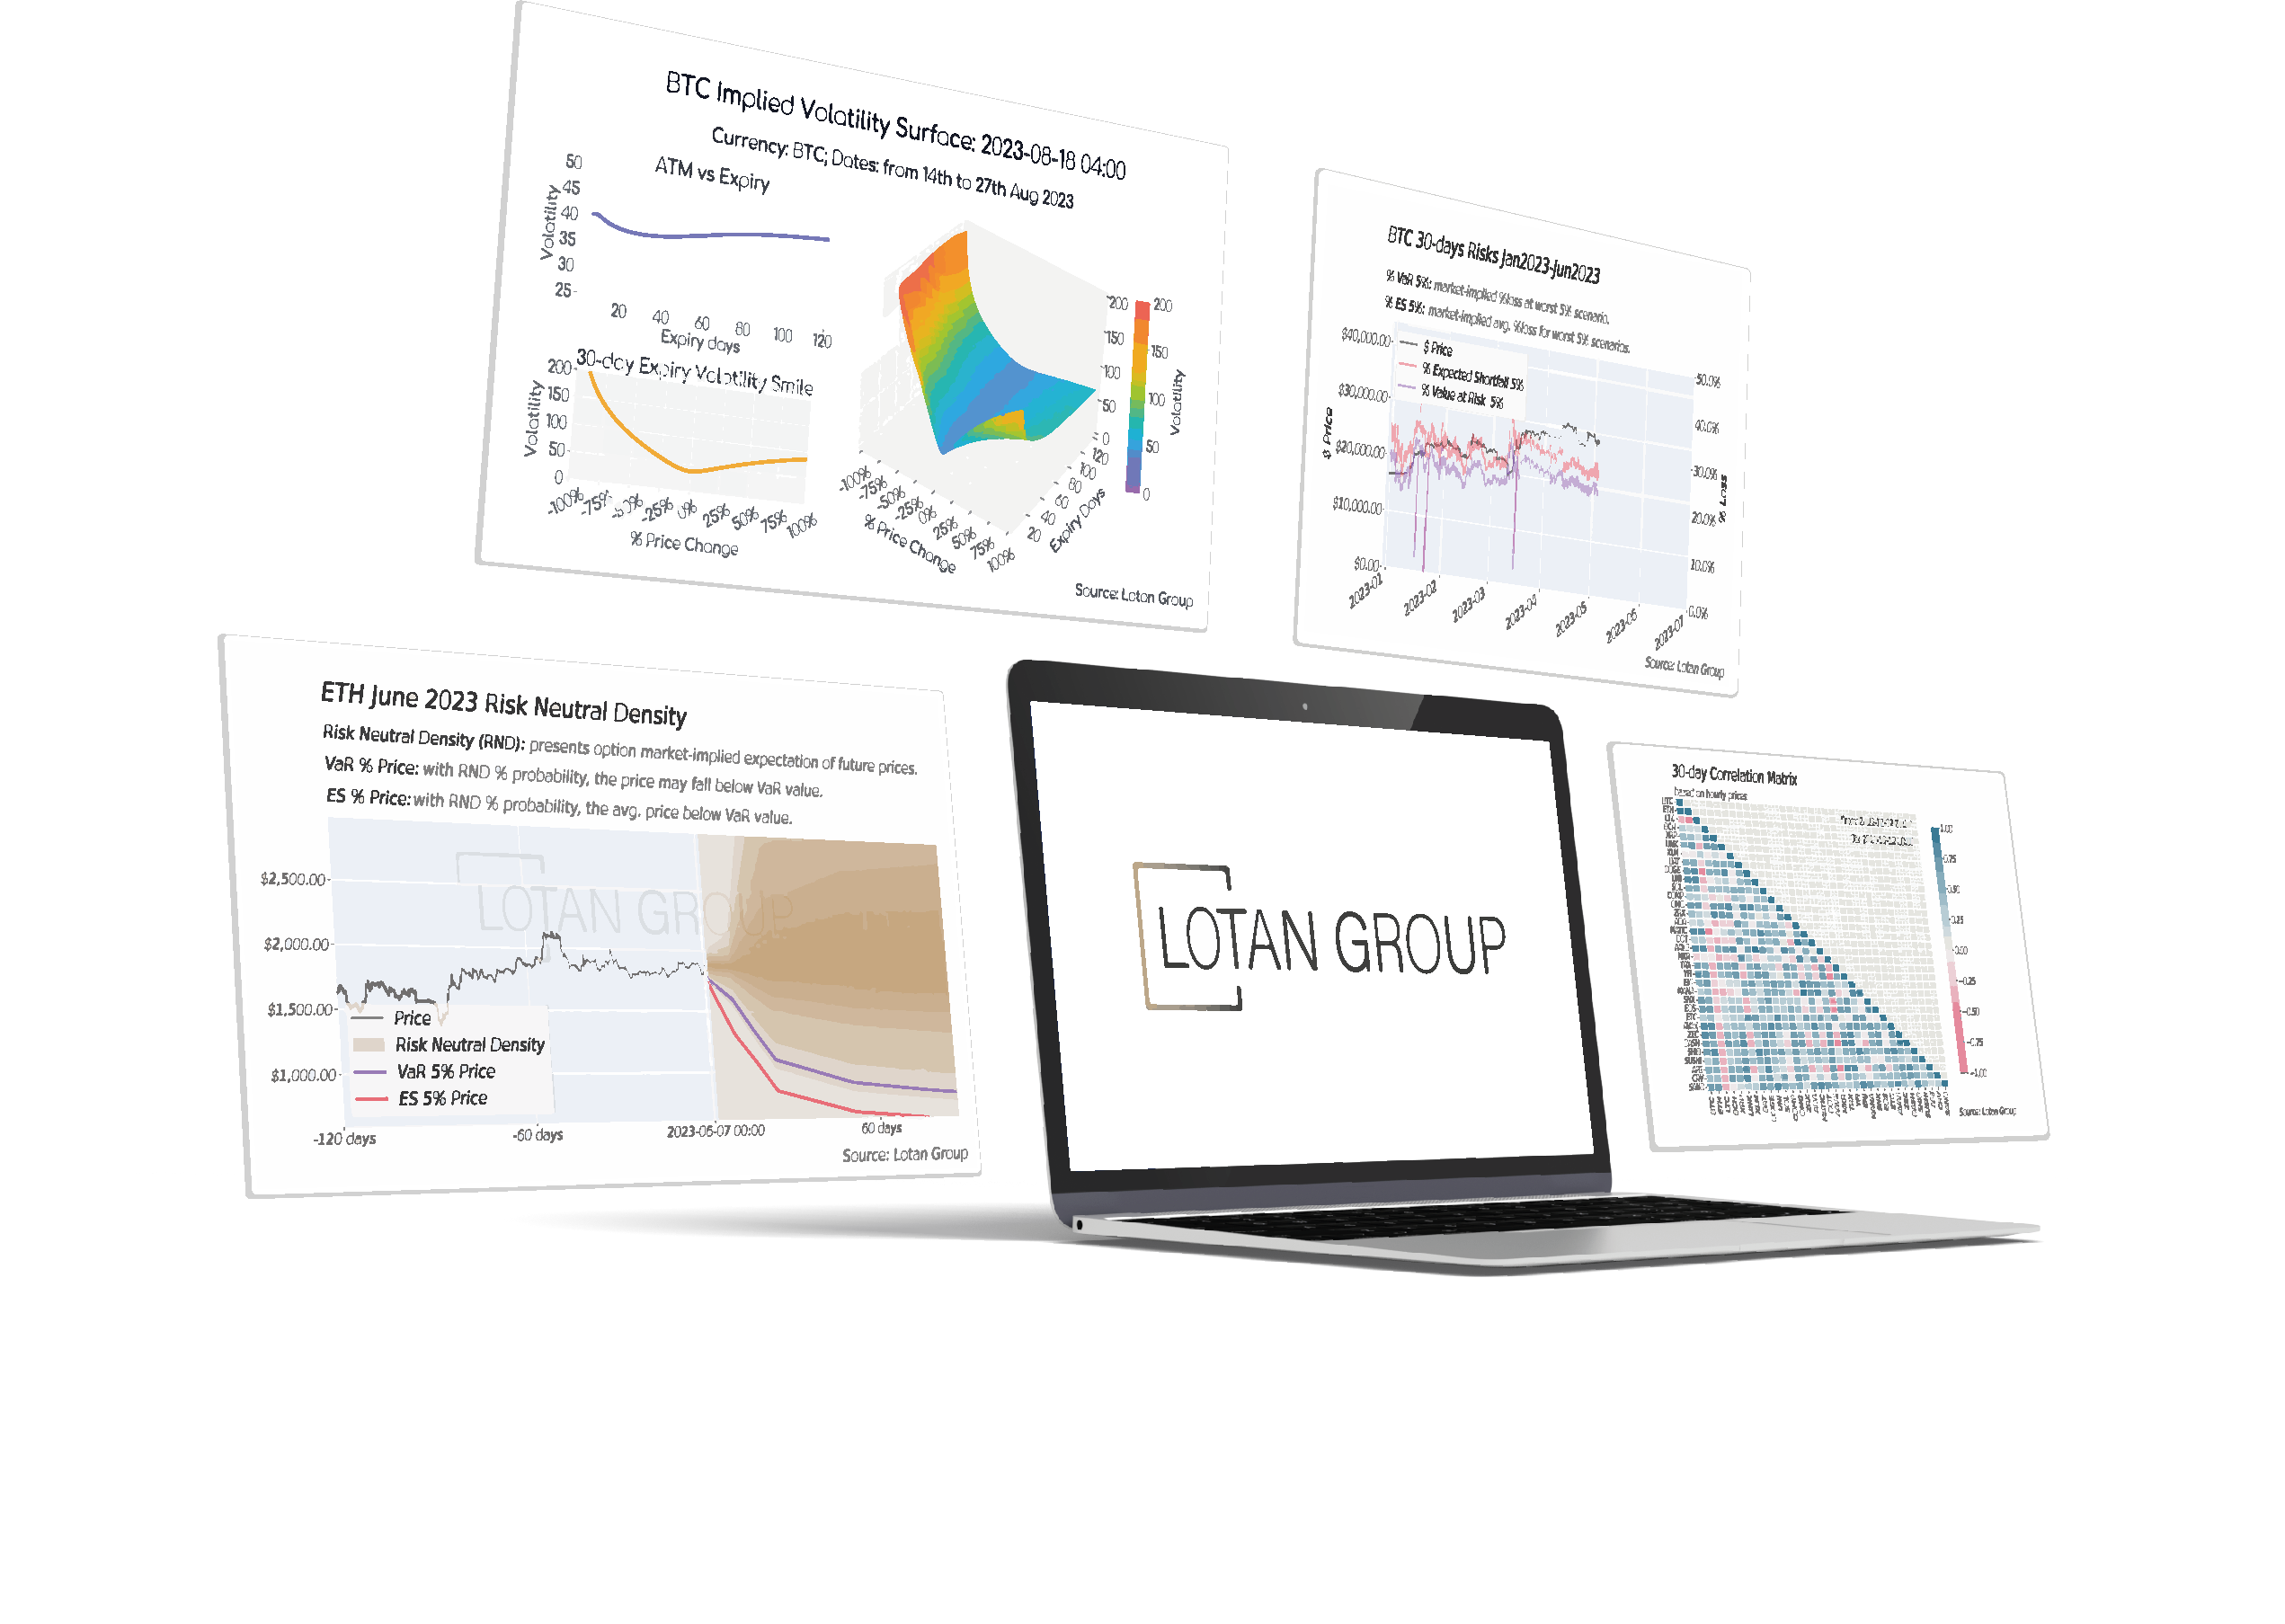 BTC Implied Volatility Surface: 2023-08-18 04:00
Currency: BTC; Dates: from 14th to 27th Aug 2023
ATM vs Expiry
Volatility
50
45
40
35
30
25
20 40 60 80 100 120
Expiry days
30-day Expiry Volatility Smile
Volatility
200
150
100
50
0
-100% -75% -50% -25% 0% 25% 50% 75% 100%
% Price Change
200
150
100
50
0
-100% -75% -50% -25% 0% 25% 50% 75% 100%
% Price Change
20 40 60 80 100 120
Expiry Days
200
150
100
50
0
Volatility
Source: Lotan Group
BTC 30-days Risks Jan2023-Jun2023
% VaR 5%: market-implied %loss at worst 5% scenario.
% ES 5%: market-implied avg. %loss for worst 5% scenarios.
$ Price
% Expected Shortfall 5%
% Value at Risk 5%
$ Price
$40,000.00
$30,000.00
$20,000.00
$10,000.00
$0.00
50.0%
40.0%
30.0%
20.0%
10.0%
0.0%
% Loss
2023-01 2023-02 2023-03 2023-04 2023-05 2023-06 2023-07
Source: Lotan Group
ETH June 2023 Risk Neutral Density
Risk Neutral Density (RND): presents option market-implied expectation of future prices.
VaR % Price: with RND % probability, the price may fall below VaR value.
ES % Price: with RND % probability, the avg. price below VaR value.
LOTAN GROUP
$2,500.00
$2,000.00
$1,500.00
$1,000.00
Price
Risk Neutral Density
VaR 5% Price
ES 5% Price
-120 days -60 days 2023-06-07 00:00 60 days
Source: Lotan Group
LOTAN GROUP
30-day Correlation Matrix
based on hourly prices
1.00
0.75
0.50
0.25
0.00
-0.25
-0.50
-0.75
-1.00
Source: Lotan Group